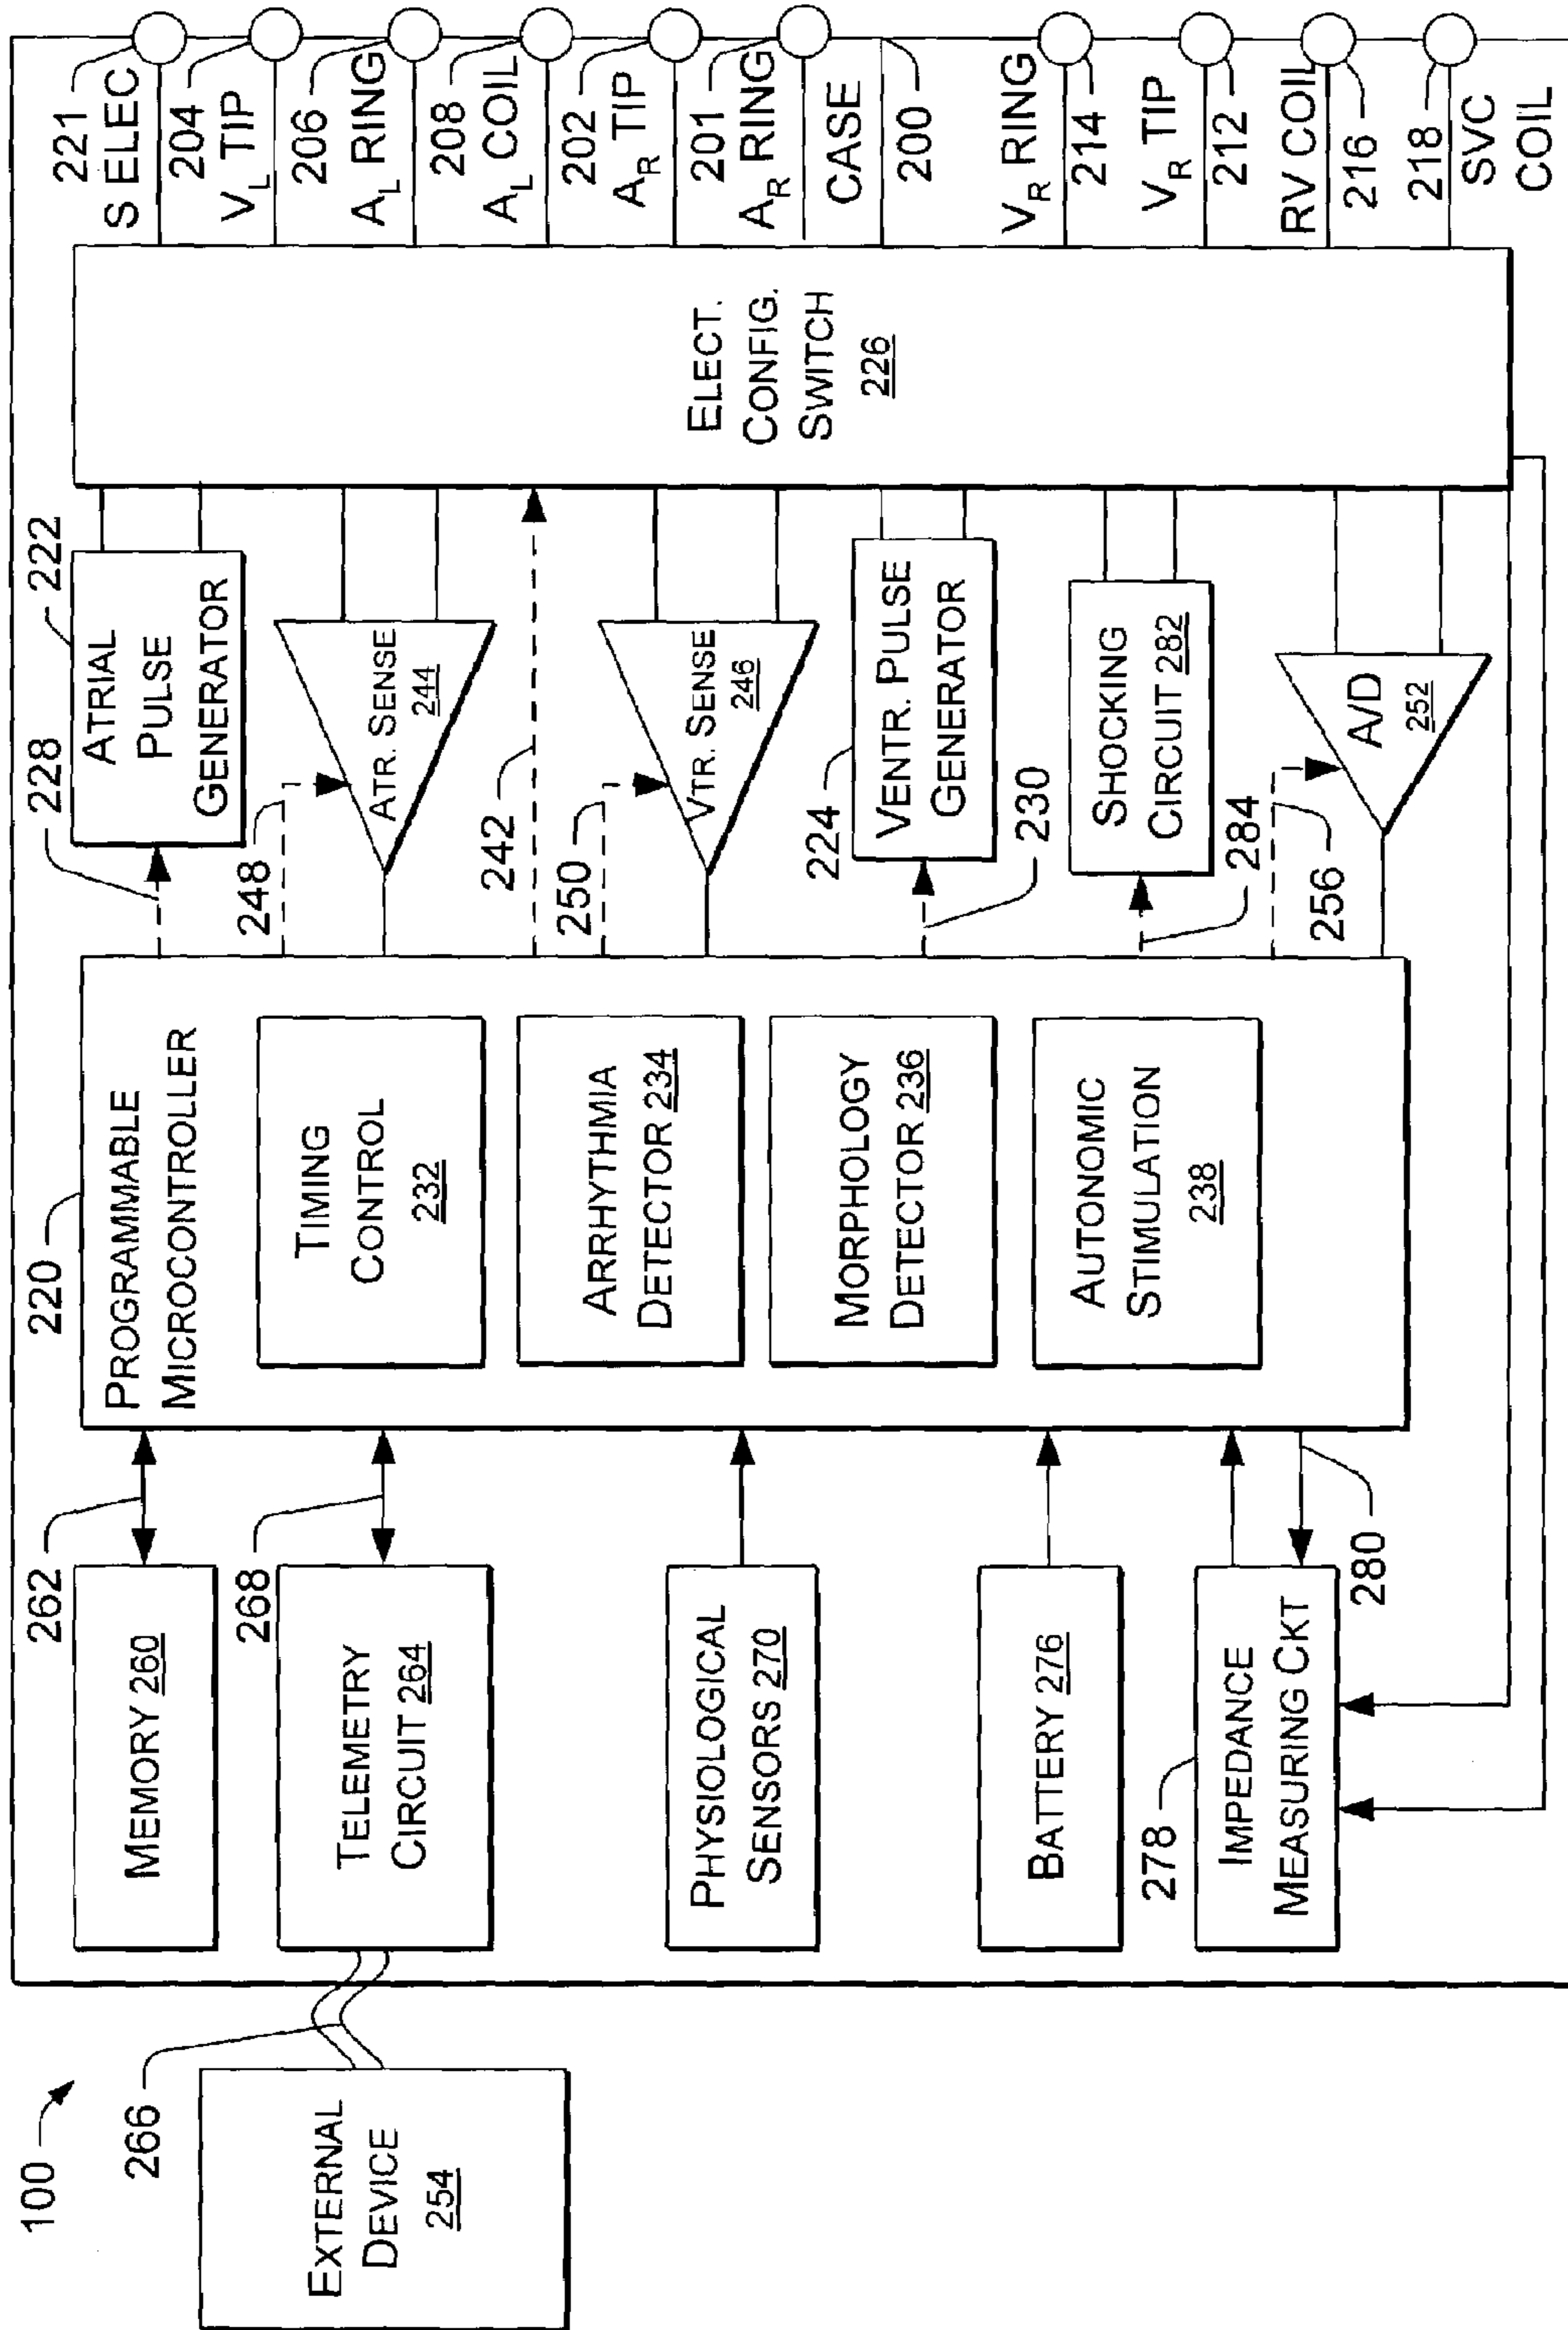 100
EXTERNAL
DEVICE
254
266
MEMORY 260
262
TELEMETRY
CIRCUIT 264
268
PHYSIOLOGICAL
SENSORS 270
BATTERY 276
278
IMPEDANCE
MEASURING CKT
280
220
PROGRAMMABLE
MICROCONTROLLER
TIMING
CONTROL
232
ARRHYTHMIA
DETECTOR 234
MORPHOLOGY
DETECTOR 236
AUTONOMIC
STIMULATION
238
228
222
ATRIAL
PULSE
GENERATOR
248
ATR. SENSE
244
242
250
VTR. SENSE
246
224
VENTR. PULSE
GENERATOR
230
SHOCKING
CIRCUIT 282
284
256
A/D
252
ELECT.
CONFIG.
SWITCH
226
221
S ELEC
204
VL TIP
206
AL RING
208
AL COIL
202
AR TIP
201
AR RING
CASE
200
VR RING
214
VR TIP
212
RV COIL
216
218
SVC
COIL